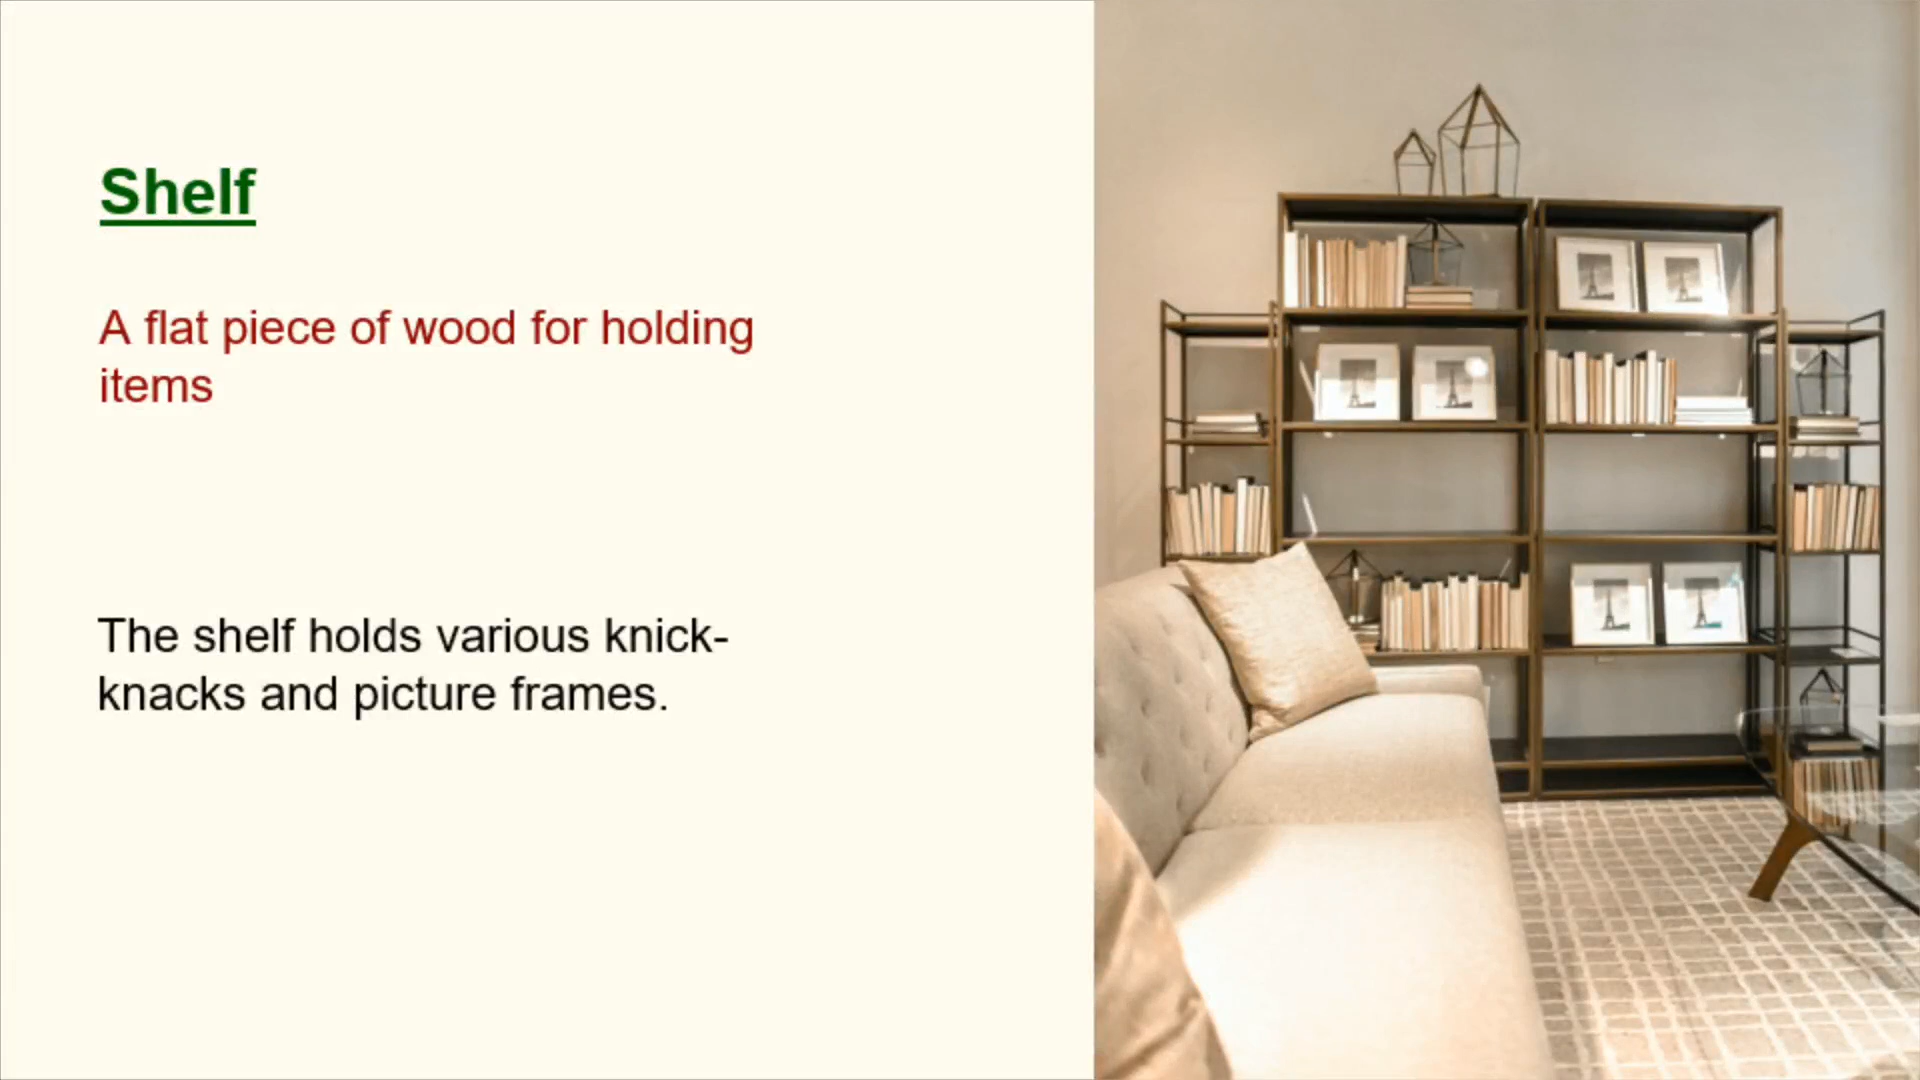 Shelf
A flat piece of wood for holding
items
The shelf holds various knick-
knacks and picture frames.